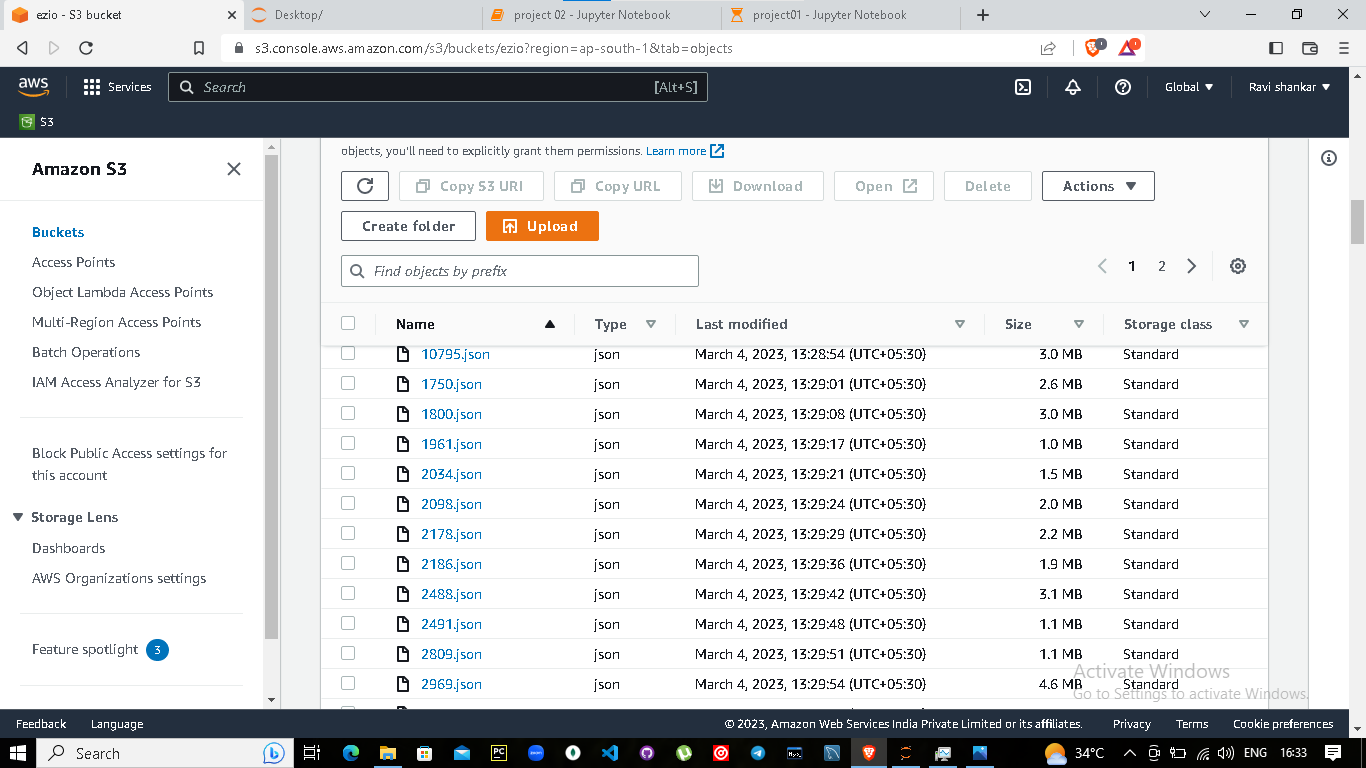 ezio - S3 bucket
Desktop/
project 02 - Jupyter Notebook
project01 - Jupyter Notebook
s3.console.aws.amazon.com/s3/buckets/ezio?region=ap-south-1&tab=objects
aws
Services
Search
[Alt+S]
Global
Ravi shankar
S3
Amazon S3
Buckets
Access Points
Object Lambda Access Points
Multi-Region Access Points
Batch Operations
IAM Access Analyzer for S3
Block Public Access settings for
this account
Storage Lens
Dashboards
AWS Organizations settings
Feature spotlight 3
objects, you'll need to explicitly grant them permissions. Learn more
Copy S3 URI
Copy URL
Download
Open
Delete
Actions
Create folder
Upload
Find objects by prefix
1 2
Name Type Last modified Size Storage class
10795.json json March 4, 2023, 13:28:54 (UTC+05:30) 3.0 MB Standard
1750.json json March 4, 2023, 13:29:01 (UTC+05:30) 2.6 MB Standard
1800.json json March 4, 2023, 13:29:08 (UTC+05:30) 3.0 MB Standard
1961.json json March 4, 2023, 13:29:17 (UTC+05:30) 1.0 MB Standard
2034.json json March 4, 2023, 13:29:21 (UTC+05:30) 1.5 MB Standard
2098.json json March 4, 2023, 13:29:24 (UTC+05:30) 2.0 MB Standard
2178.json json March 4, 2023, 13:29:29 (UTC+05:30) 2.2 MB Standard
2186.json json March 4, 2023, 13:29:36 (UTC+05:30) 1.9 MB Standard
2488.json json March 4, 2023, 13:29:42 (UTC+05:30) 3.1 MB Standard
2491.json json March 4, 2023, 13:29:48 (UTC+05:30) 1.1 MB Standard
2809.json json March 4, 2023, 13:29:51 (UTC+05:30) 1.1 MB Standard
2969.json json March 4, 2023, 13:29:54 (UTC+05:30) 4.6 MB Standard
Activate Windows
Go to Settings to activate Windows.
Feedback Language
© 2023, Amazon Web Services India Private Limited or its affiliates. Privacy Terms Cookie preferences
Search
34°C
ENG
16:33